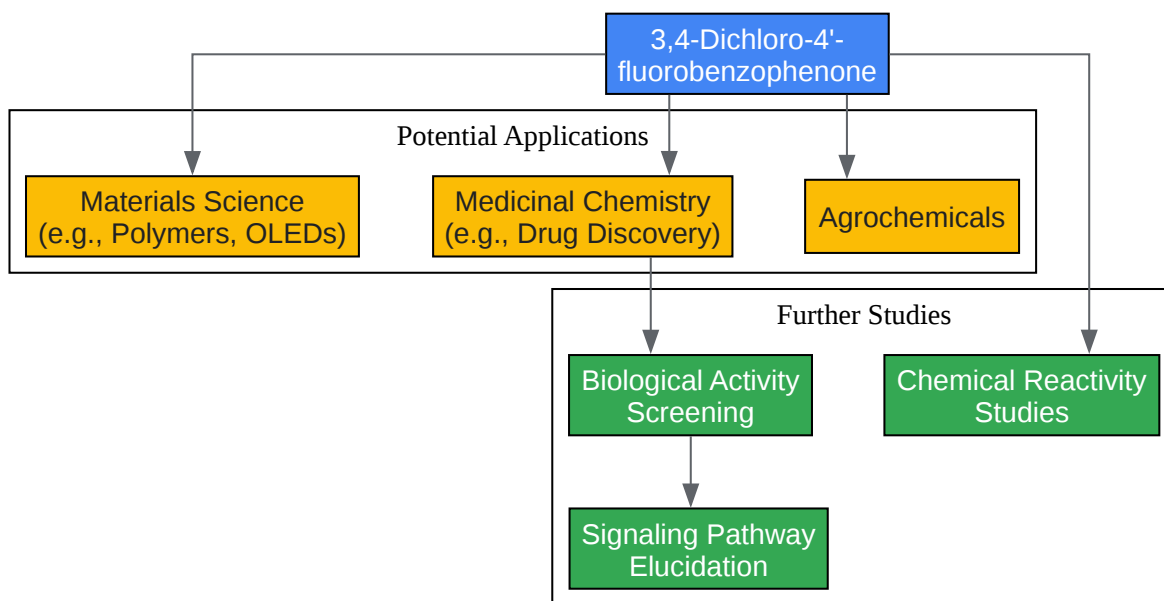 3,4-Dichloro-4'-
fluorobenzophenone
Potential Applications
Materials Science
(e.g., Polymers, OLEDs)
Medicinal Chemistry
(e.g., Drug Discovery)
Agrochemicals
Further Studies
Biological Activity
Screening
Chemical Reactivity
Studies
Signaling Pathway
Elucidation